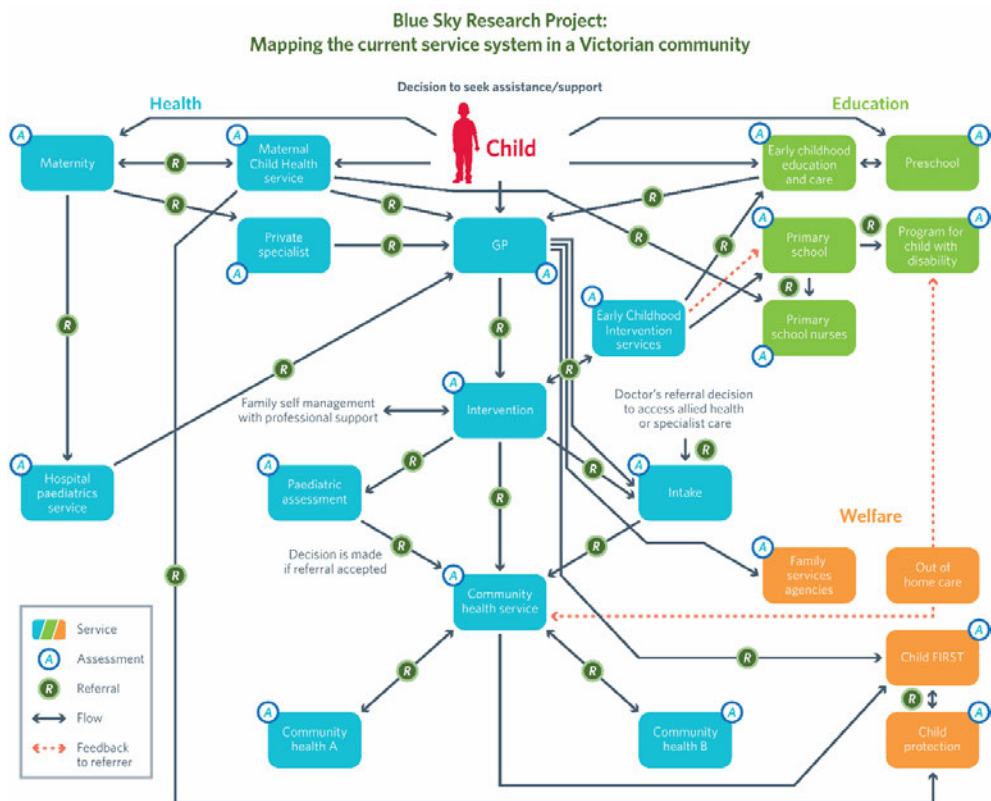 Blue Sky Research Project:
Mapping the current service system in a Victorian community
Decision to seek assistance/support
Health
Education
Child
A
Maternity
R
A
Maternal
Child Health
service
A
Early childhood
education
and care
A
Preschool
R
R
R
R
Private
specialist
A
R
GP
A
A
Primary
school
R
A
Program for
child with
disability
R
R
R
A
Early Childhood
Intervention
services
R
Primary
school nurses
A
R
R
Family self management
with professional support
A
Intervention
Doctor's referral decision
to access allied health
or specialist care
R
A
Hospital
paediatrics
service
A
Paediatric
assessment
R
R
R
A
Intake
Welfare
Decision is made
if referral accepted
R
R
A
Community
health service
A
Family
services
agencies
Out of
home care
R
Service
A
Assessment
R
Referral
Flow
Feedback
to referrer
R
R
R
A
Child FIRST
R
A
Community
health A
Community
health B
A
Child
protection
A